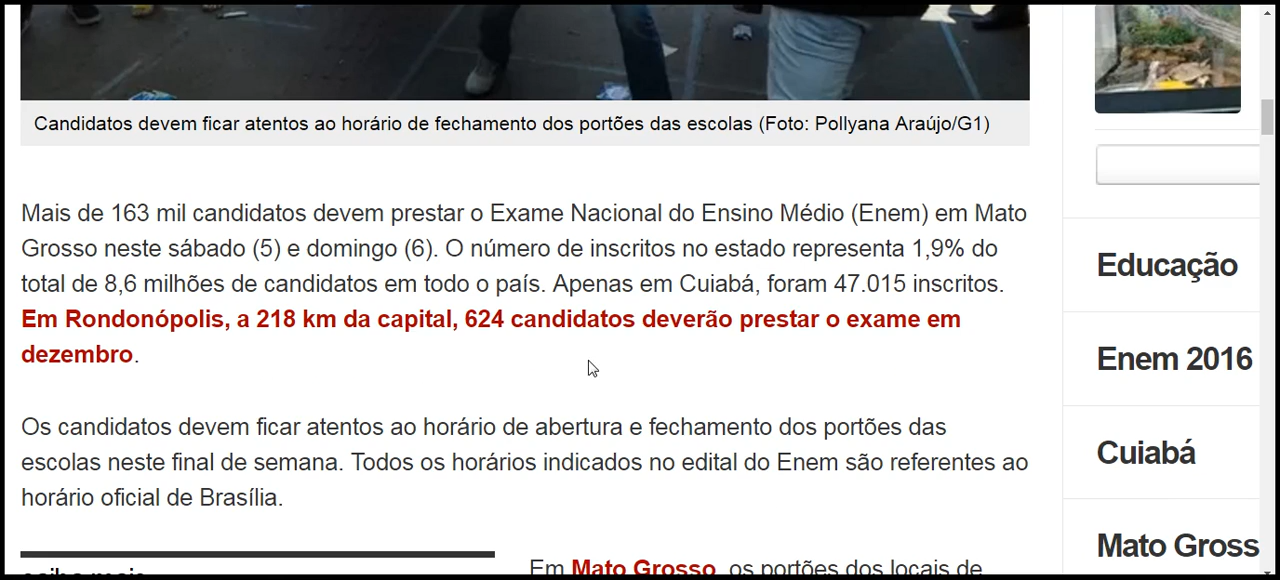 Candidatos devem ficar atentos ao horário de fechamento dos portões das escolas (Foto: Pollyana Araújo/G1)
Mais de 163 mil candidatos devem prestar o Exame Nacional do Ensino Médio (Enem) em Mato
Grosso neste sábado (5) e domingo (6). O número de inscritos no estado representa 1,9% do
total de 8,6 milhões de candidatos em todo o país. Apenas em Cuiabá, foram 47.015 inscritos.
Em Rondonópolis, a 218 km da capital, 624 candidatos deverão prestar o exame em
dezembro.
Os candidatos devem ficar atentos ao horário de abertura e fechamento dos portões das
escolas neste final de semana. Todos os horários indicados no edital do Enem são referentes ao
horário oficial de Brasília.
saiba mais
Em Mato Grosso, os portões dos locais de
Educação
Enem 2016
Cuiabá
Mato Gross